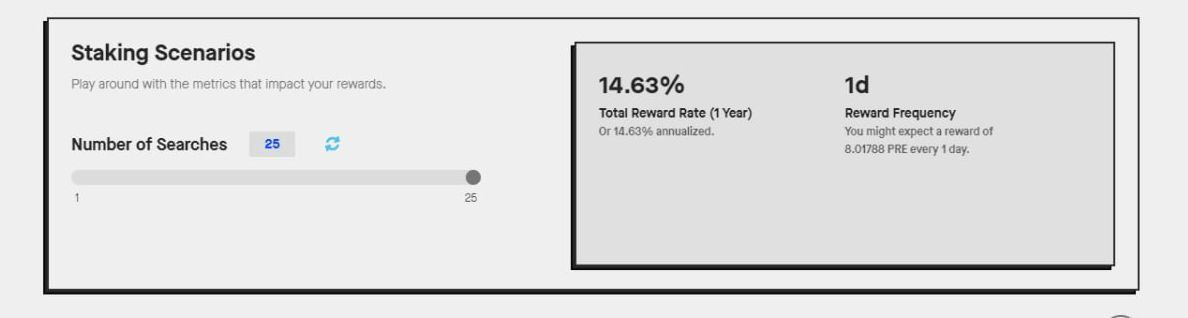 Staking Scenarios
Play around with the metrics that impact your rewards.
Number of Searches 25
1 25
14.63%
Total Reward Rate (1 Year)
Or 14.63% annualized.
1d
Reward Frequency
You might expect a reward of
8.01788 PRE every 1 day.